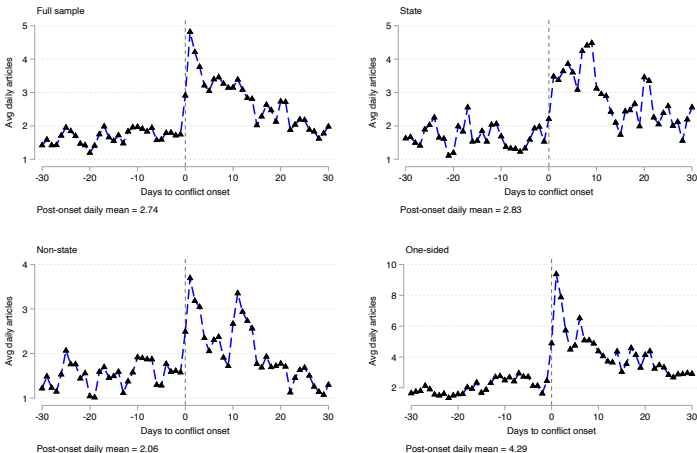 Full sample
Avg daily articles
5
4
3
2
1
-30 -20 -10 0 10 20 30
Days to conflict onset
Post-onset daily mean = 2.74
State
Avg daily articles
5
4
3
2
1
-30 -20 -10 0 10 20 30
Days to conflict onset
Post-onset daily mean = 2.83
Non-state
Avg daily articles
4
3
2
1
-30 -20 -10 0 10 20 30
Days to conflict onset
Post-onset daily mean = 2.06
One-sided
Avg daily articles
10
8
6
4
2
-30 -20 -10 0 10 20 30
Days to conflict onset
Post-onset daily mean = 4.29